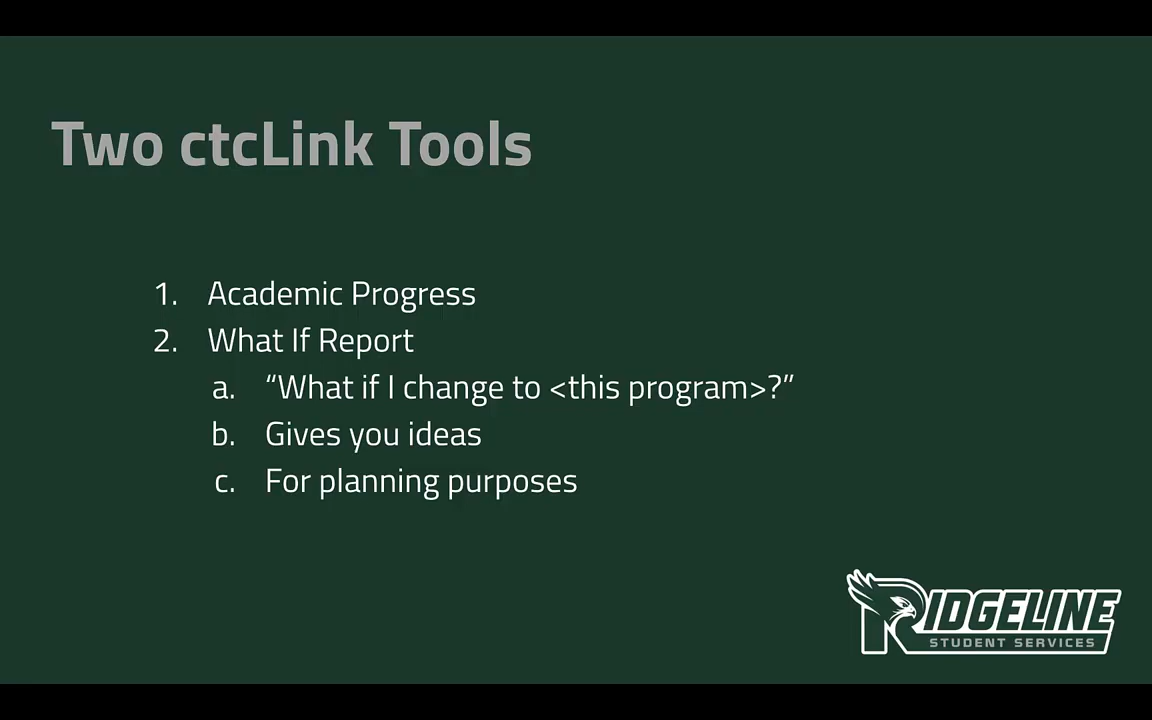 Two ctcLink Tools
1. Academic Progress
2. What If Report
a. “What if I change to <this program>?”
b. Gives you ideas
c. For planning purposes
RIDGELINE
STUDENT SERVICES